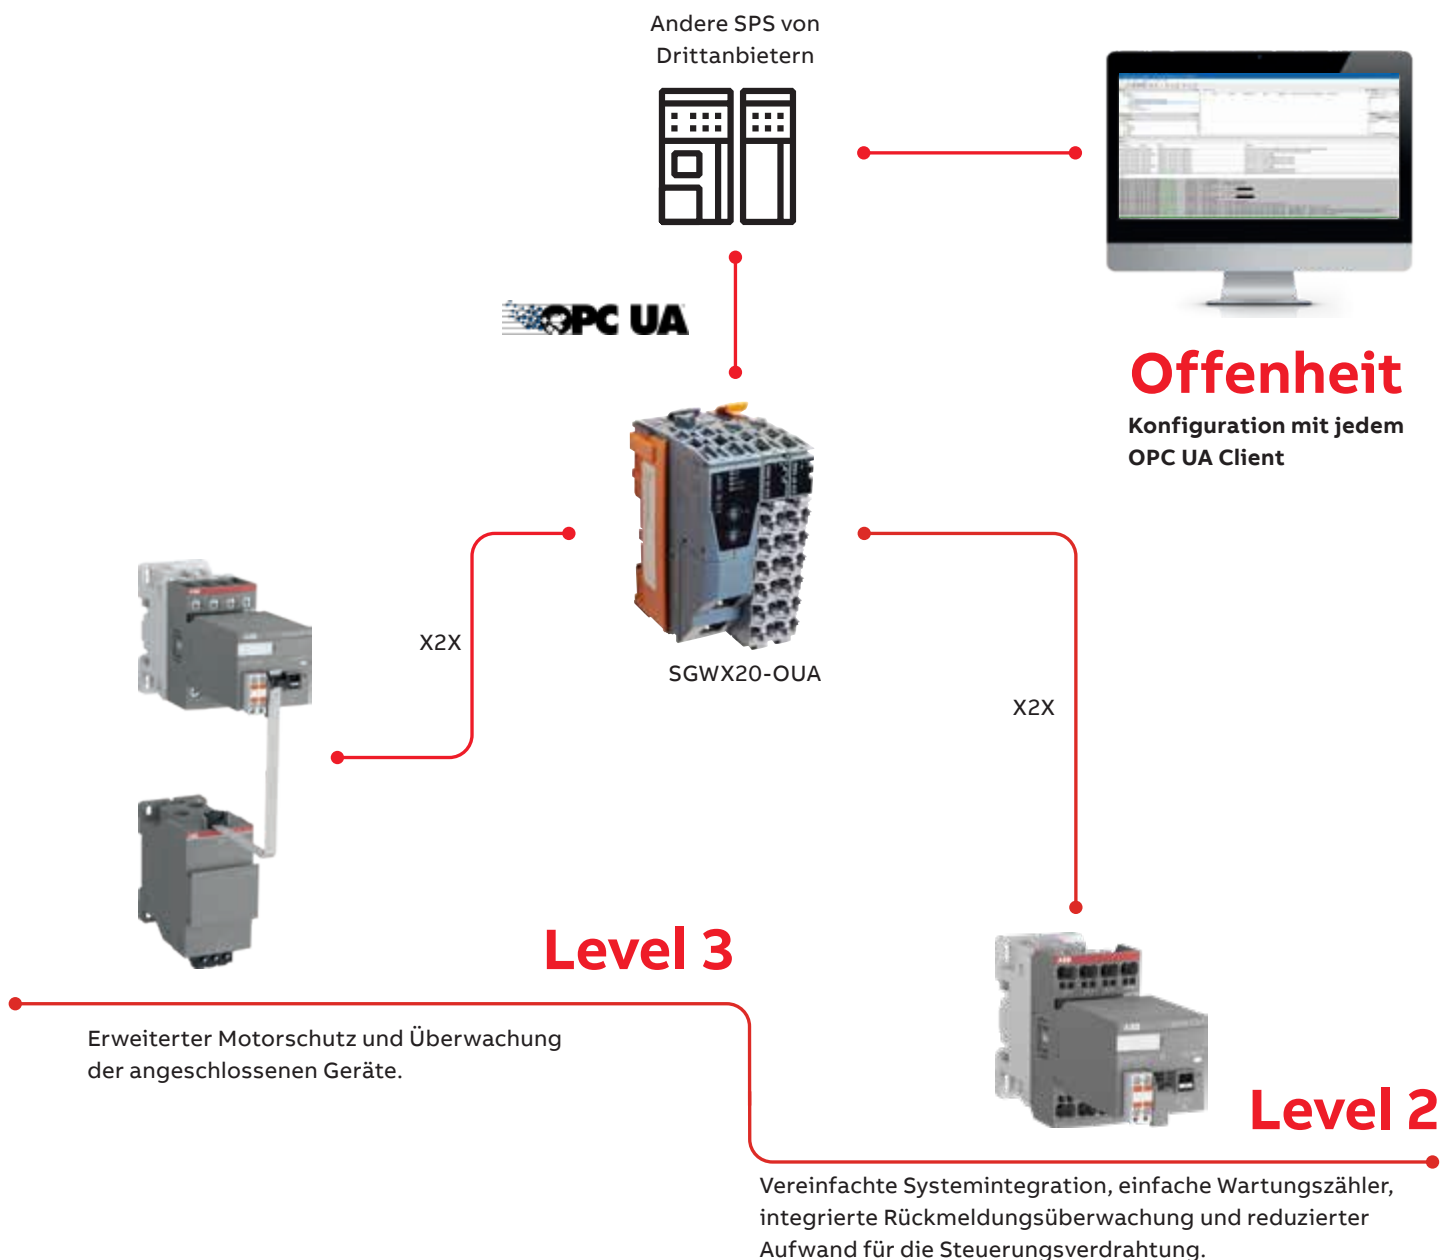 Andere SPS von
Drittanbietern
OPC UA
Offenheit
Konfiguration mit jedem
OPC UA Client
SGWX20-OUA
X2X
X2X
Level 3
Erweiterter Motorschutz und Überwachung
der angeschlossenen Geräte.
ABB
Level 2
Vereinfachte Systemintegration, einfache Wartungszähler,
integrierte Rückmeldungsüberwachung und reduzierter
Aufwand für die Steuerungsverdrahtung.